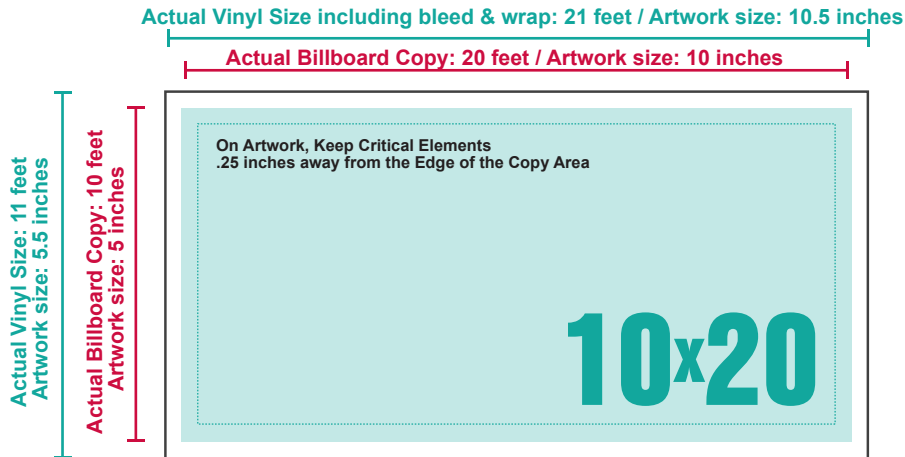 Actual Vinyl Size including bleed & wrap: 21 feet / Artwork size: 10.5 inches
Actual Billboard Copy: 20 feet / Artwork size: 10 inches
Actual Vinyl Size: 11 feet
Artwork size: 5.5 inches
Actual Billboard Copy: 10 feet
Artwork size: 5 inches
On Artwork, Keep Critical Elements
.25 inches away from the Edge of the Copy Area
10x20